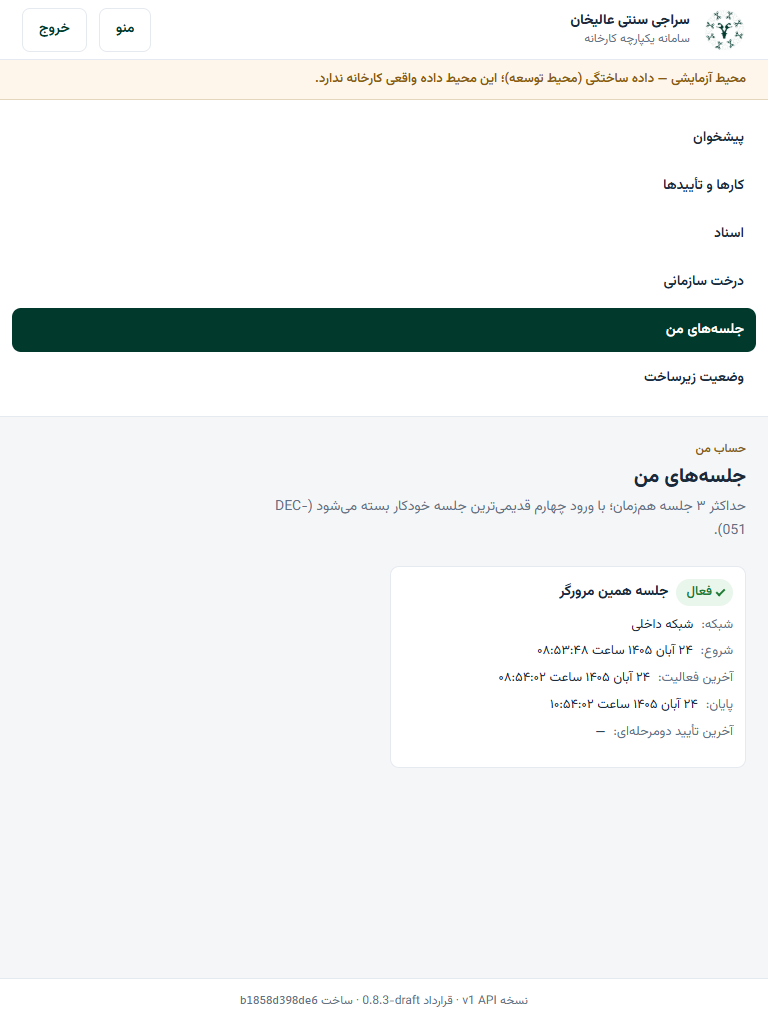 سراجی سنتی عالیخان
سامانه یکپارچه کارخانه
منو
خروج
محیط آزمایشی — داده ساختگی (محیط توسعه)؛ این محیط داده واقعی کارخانه ندارد.
پیشخوان
کارها و تأییدها
اسناد
درخت سازمانی
جلسه‌های من
وضعیت زیرساخت
حساب من
جلسه‌های من
حداکثر ۳ جلسه هم‌زمان؛ با ورود چهارم قدیمی‌ترین جلسه خودکار بسته می‌شود (DEC-
051).
فعال جلسه همین مرورگر
شبکه: شبکه داخلی
شروع: ۲۴ آبان ۱۴۰۵ ساعت ۰۸:۵۳:۴۸
آخرین فعالیت: ۲۴ آبان ۱۴۰۵ ساعت ۰۸:۵۴:۰۲
پایان: ۲۴ آبان ۱۴۰۵ ساعت ۱۰:۵۴:۰۲
آخرین تأیید دومرحله‌ای: —
نسخه v1 API · قرارداد 0.8.3-draft · ساخت b1858d398de6